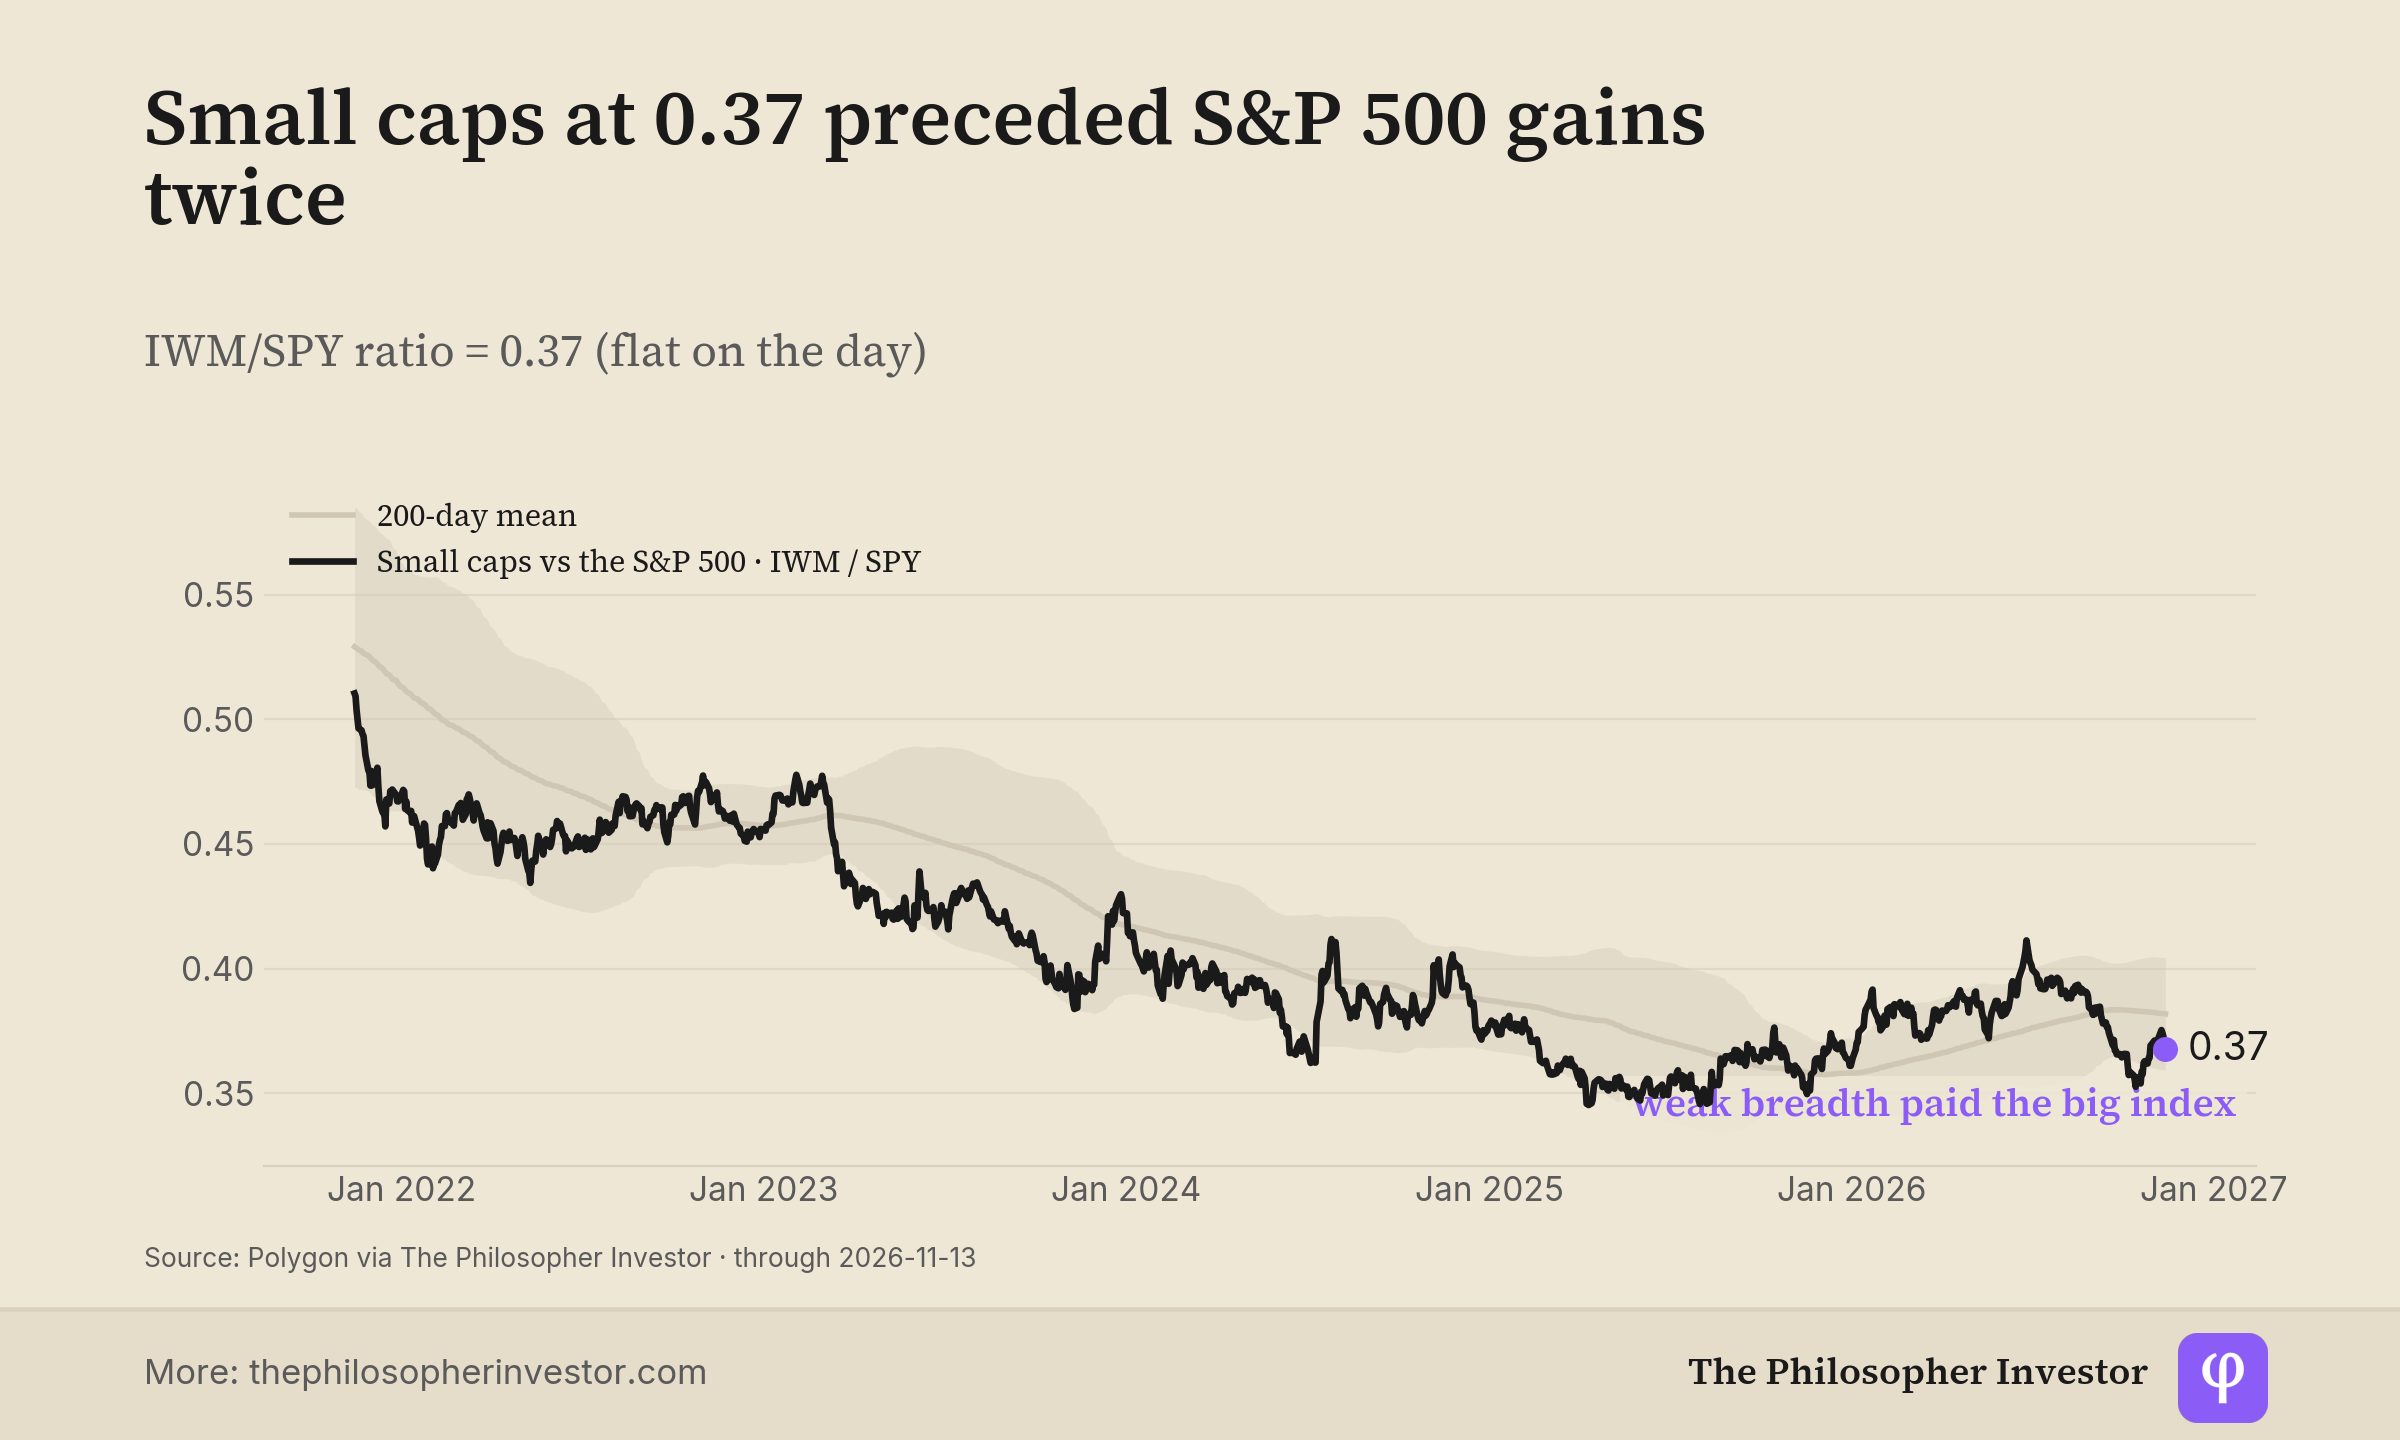 Small caps at 0.37 preceded S&P 500 gains
twice
IWM/SPY ratio = 0.37 (flat on the day)
200-day mean
Small caps vs the S&P 500 · IWM / SPY
0.55
0.50
0.45
0.40
0.35
0.37
weak breadth paid the big index
Jan 2022
Jan 2023
Jan 2024
Jan 2025
Jan 2026
Jan 2027
Source: Polygon via The Philosopher Investor · through 2026-11-13
More: thephilosopherinvestor.com
The Philosopher Investor
φ